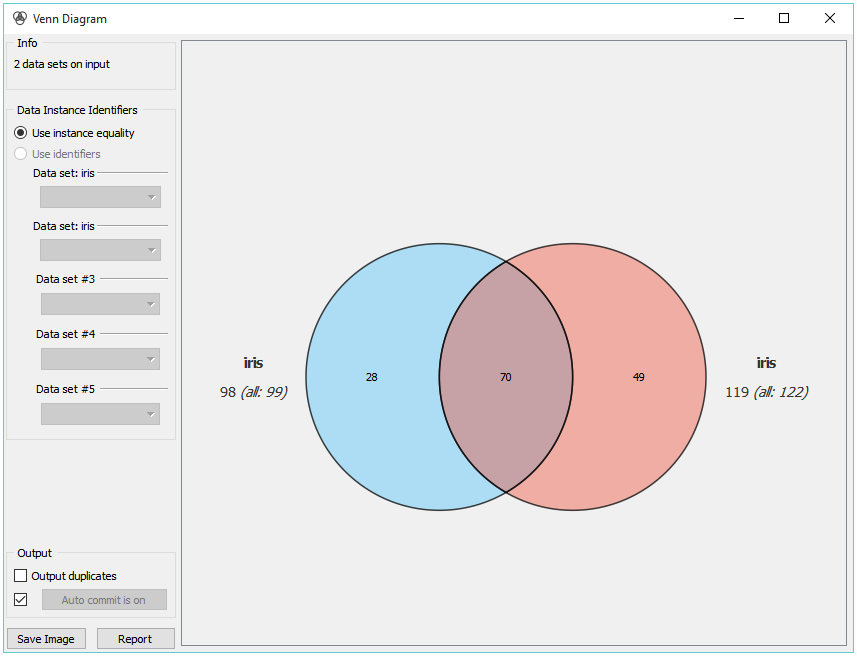 Venn Diagram
Info
2 data sets on input
Data Instance Identifiers
Use instance equality
Use identifiers
Data set: iris
Data set: iris
Data set #3
Data set #4
Data set #5
Output
Output duplicates
Auto commit is on
Save Image
Report
iris
98 (all: 99)
28
70
49
iris
119 (all: 122)